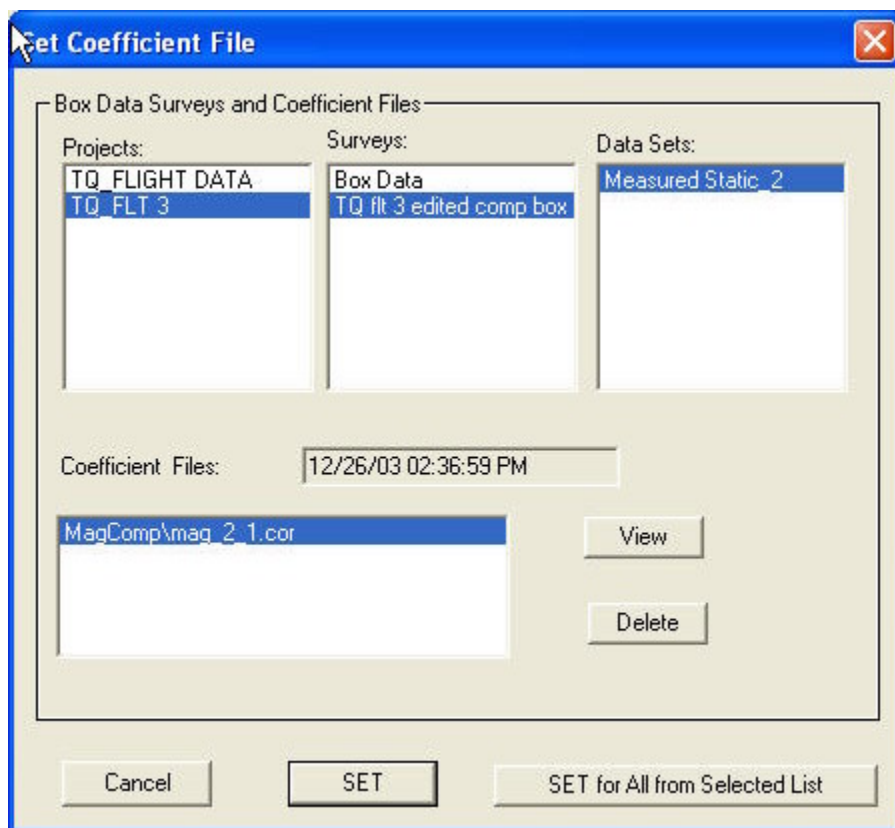 Set Coefficient File
Box Data Surveys and Coefficient Files
Projects:
Surveys:
Data Sets:
TQ_FLIGHT DATA
TQ_FLT 3
Box Data
TQ flt 3 edited comp box
Measured Static_2
Coefficient Files:
12/26/03 02:36:59 PM
MagComp\mag_2_1.cor
View
Delete
Cancel
SET
SET for All from Selected List